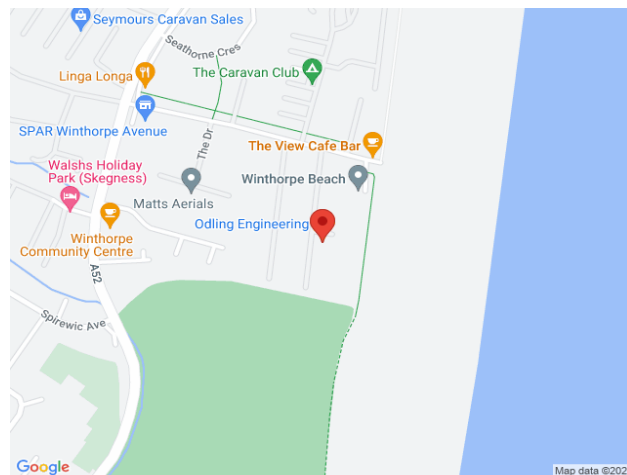 Seymours Caravan Sales
Seathorne Cres
Linga Longa
The Caravan Club
SPAR Winthorpe Avenue
The Dr
The View Cafe Bar
Walshs Holiday
Park (Skegness)
Winthorpe Beach
Matts Aerials
Odling Engineering
Winthorpe
Community Centre
A52
Spirewic Ave
Google
Map data ©202